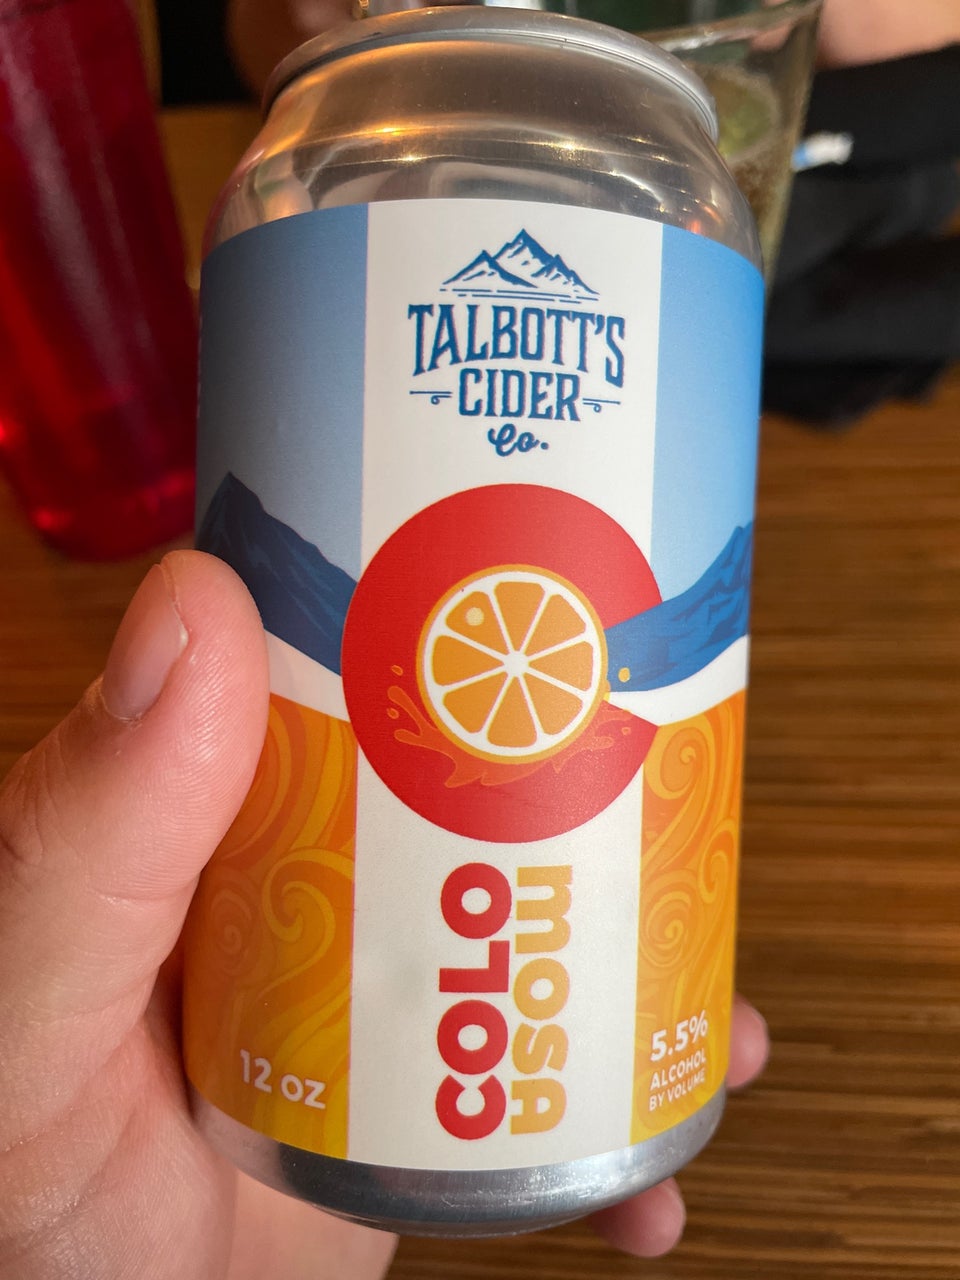 TALBOTT'S
CIDER
Co.
COLO
mOSA
12 OZ
5.5%
ALCOHOL
BY VOLUME